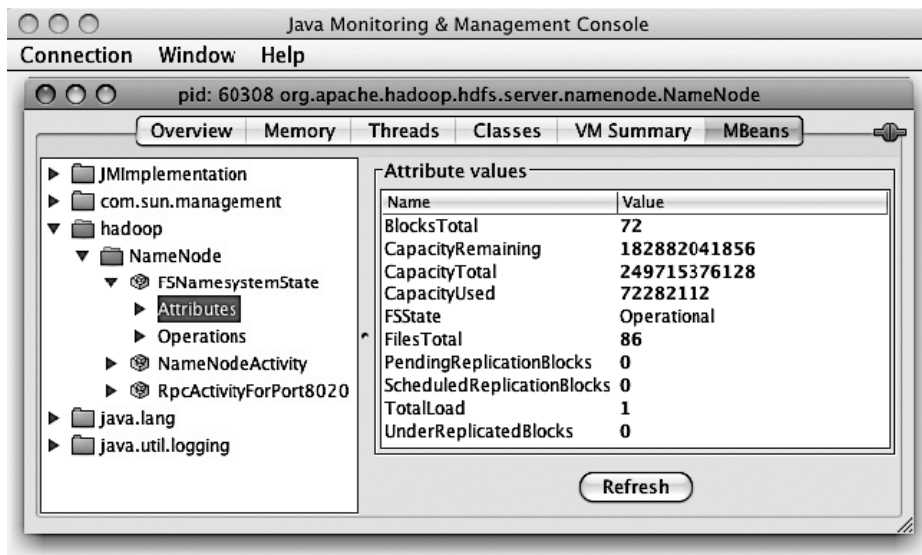 Java Monitoring & Management Console
Connection Window Help
pid: 60308 org.apache.hadoop.hdfs.server.namenode.NameNode
Overview Memory Threads Classes VM Summary MBeans
JMImplementation
com.sun.management
hadoop
NameNode
FSNamesystemState
Attributes
Operations
NameNodeActivity
RpcActivityForPort8020
java.lang
java.util.logging
Attribute values
Name Value
BlocksTotal 72
CapacityRemaining 182882041856
CapacityTotal 249715376128
CapacityUsed 72282112
FSState Operational
FilesTotal 86
PendingReplicationBlocks 0
ScheduledReplicationBlocks 0
TotalLoad 1
UnderReplicatedBlocks 0
Refresh